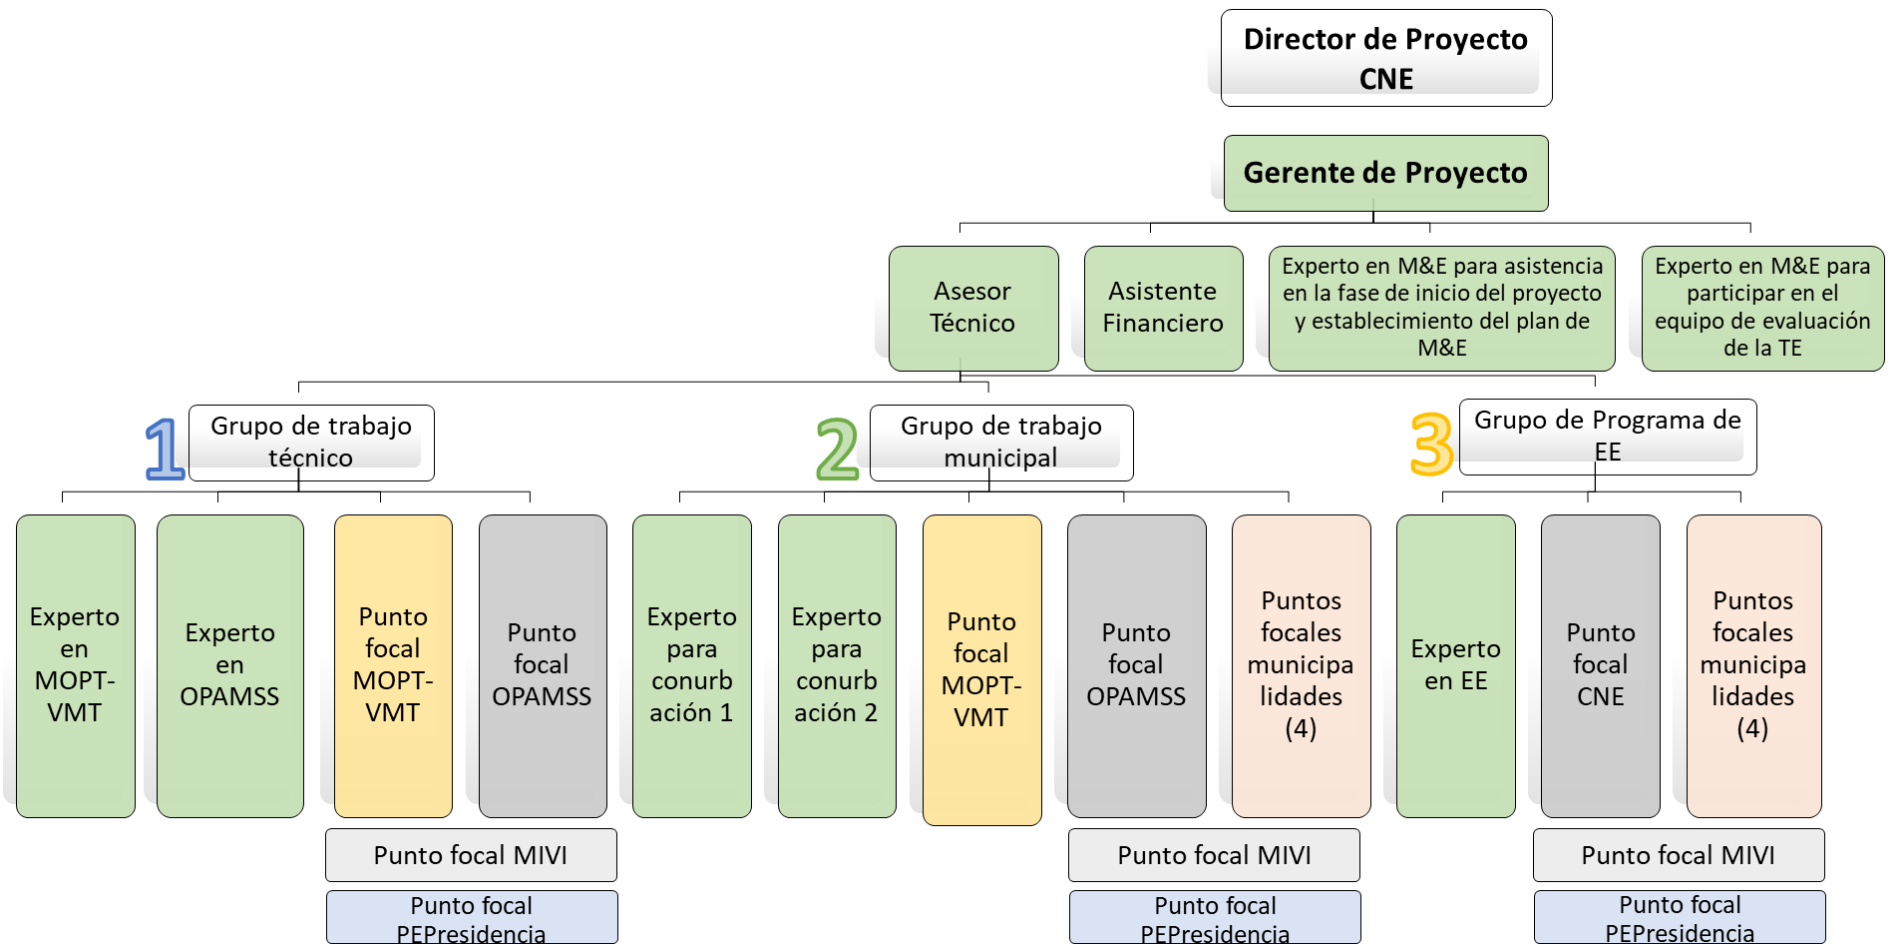 Director de Proyecto
CNE
Gerente de Proyecto
Asesor
Técnico
Asistente
Financiero
Experto en M&E para asistencia
en la fase de inicio del proyecto
y establecimiento del plan de
M&E
Experto en M&E para
participar en el
equipo de evaluación
de la TE
1
Grupo de trabajo
técnico
2
Grupo de trabajo
municipal
3
Grupo de Programa de
EE
Experto
en
MOPT-
VMT
Experto
en
OPAMSS
Punto
focal
MOPT-
VMT
Punto
focal
OPAMSS
Experto
para
conurb
ación 1
Experto
para
conurb
ación 2
Punto
focal
MOPT-
VMT
Punto
focal
OPAMSS
Puntos
focales
municipa
lidades
(4)
Experto
en EE
Punto
focal
CNE
Puntos
focales
municipa
lidades
(4)
Punto focal MIVI
Punto focal
PEPresidencia
Punto focal MIVI
Punto focal
PEPresidencia
Punto focal MIVI
Punto focal
PEPresidencia